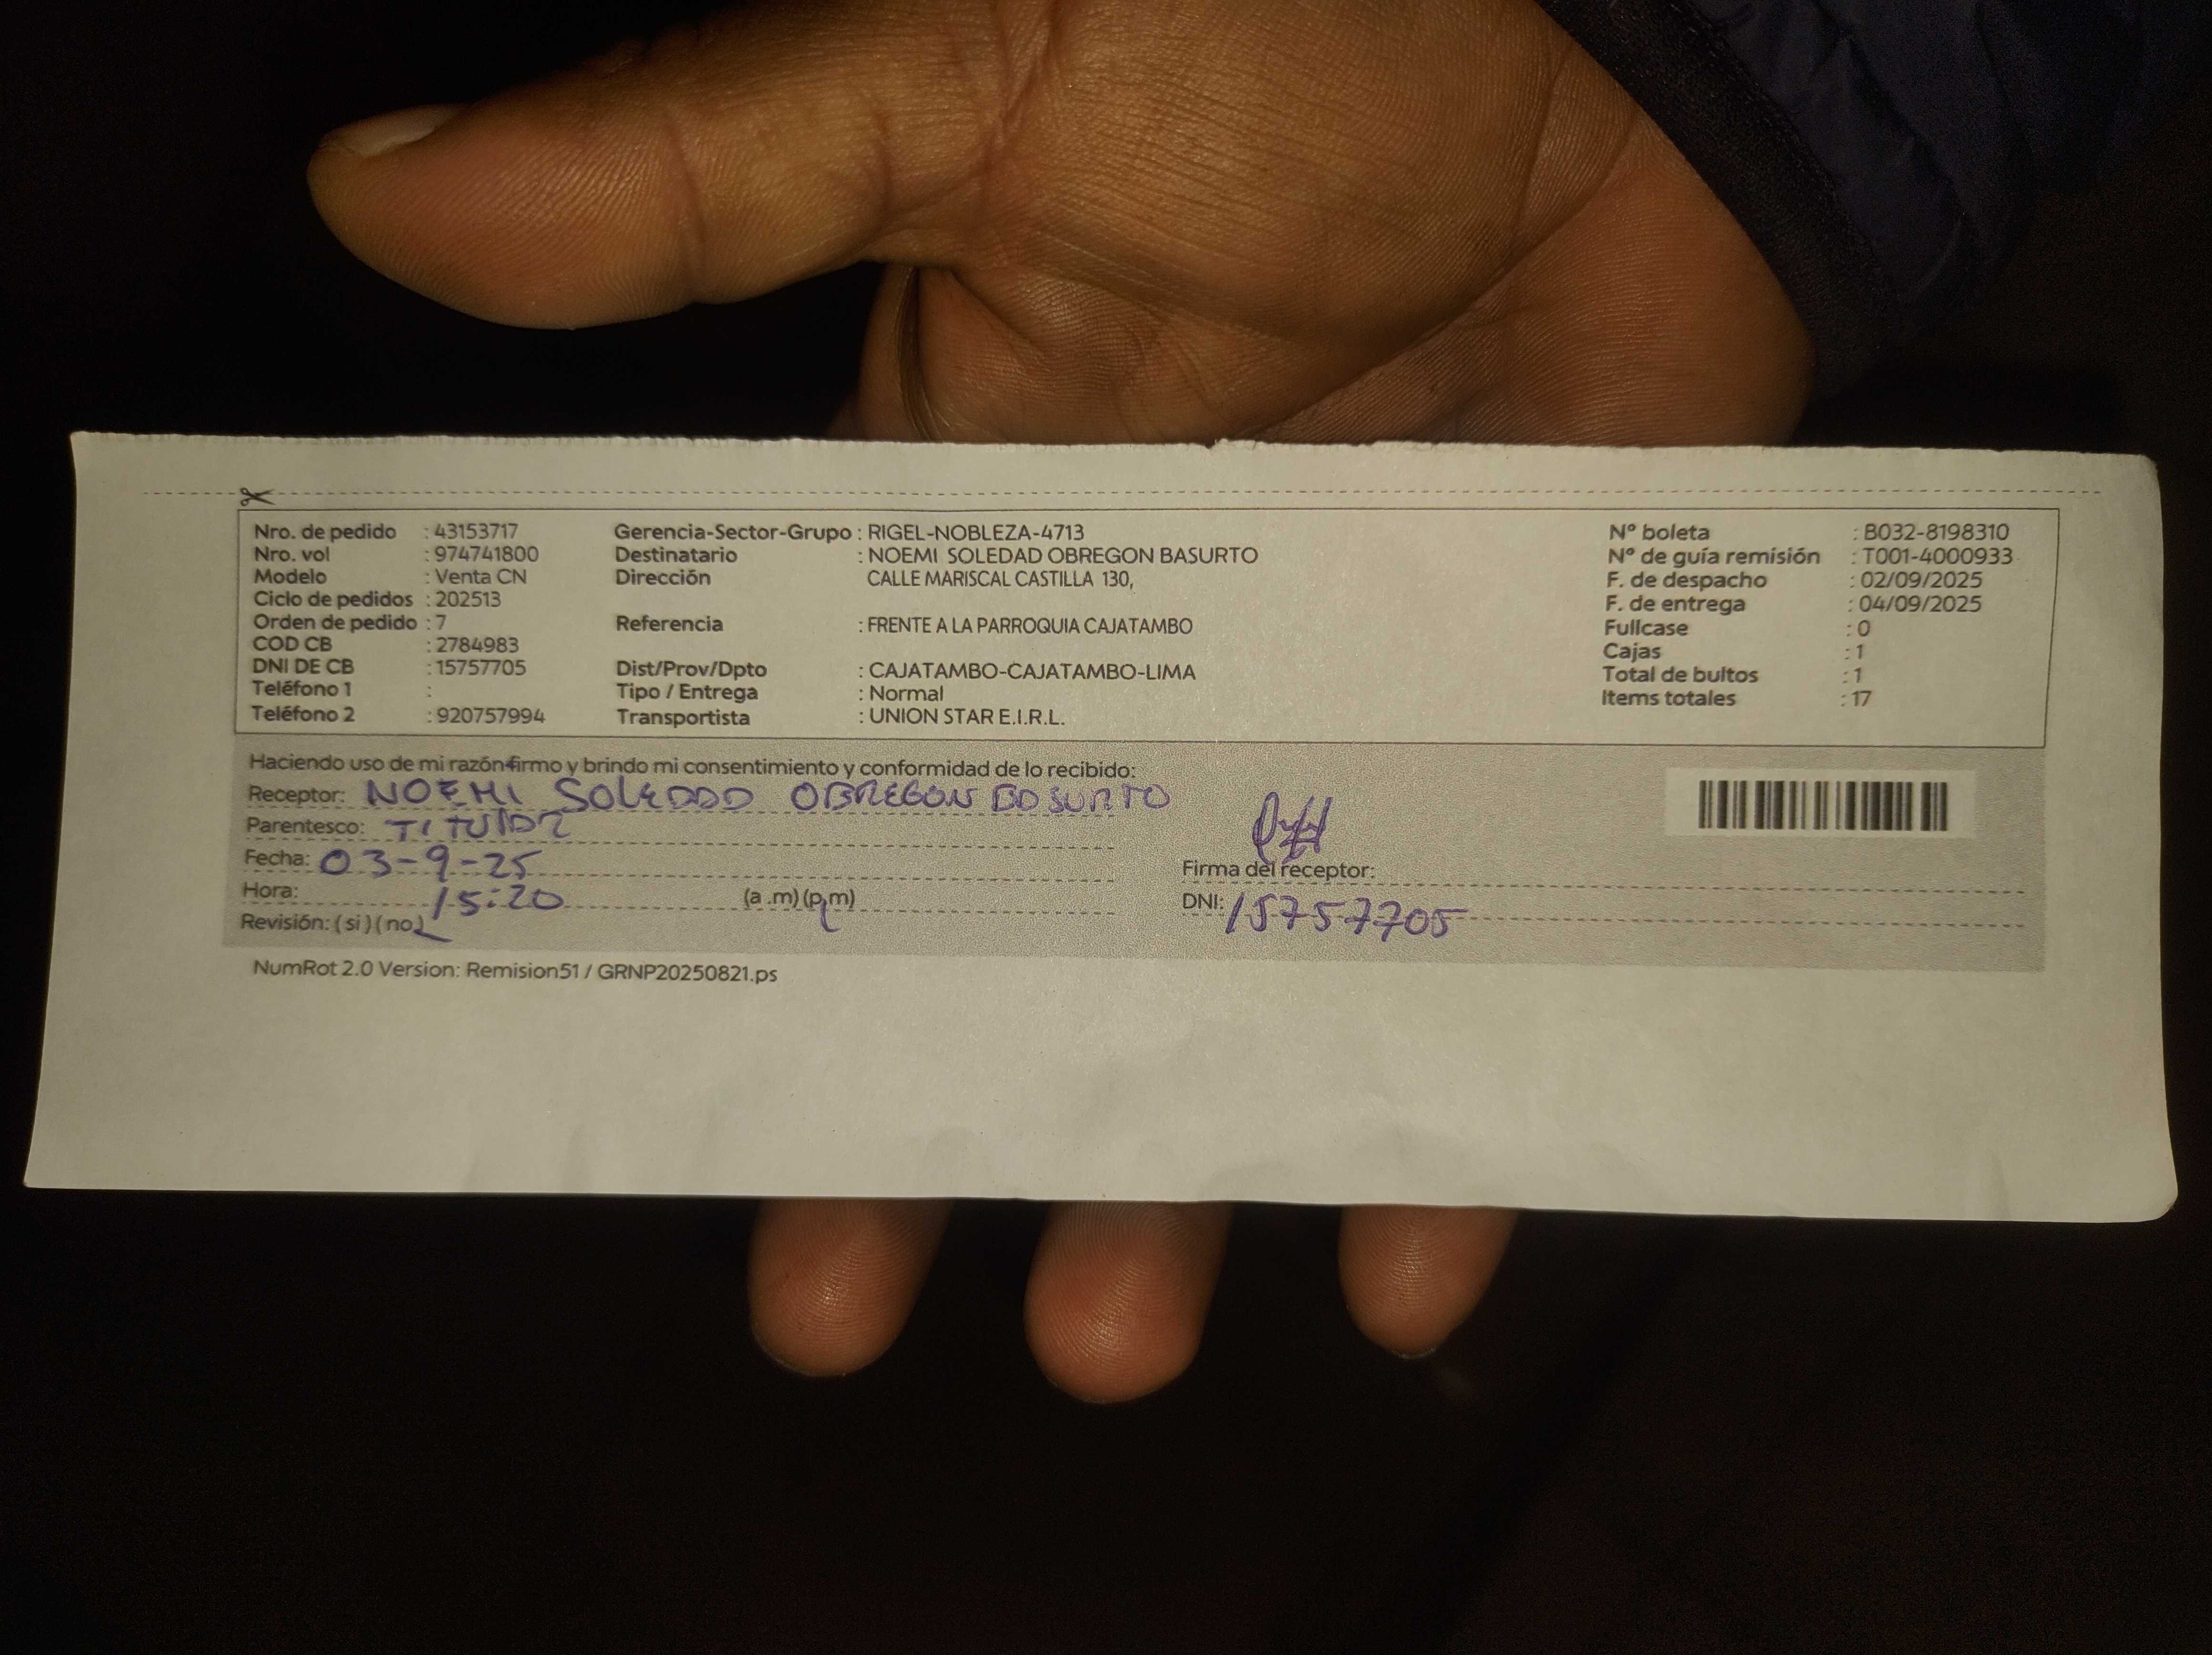 Nro. de pedido : 43153717 Gerencia-Sector-Grupo : RIGEL-NOBLEZA-4713 N° boleta : B032-8198310
Nro. vol : 974741800 Destinatario : NOEMI SOLEDAD OBREGON BASURTO N° de guía remisión : T001-4000933
Modelo : Venta CN Dirección CALLE MARISCAL CASTILLA 130, F. de despacho : 02/09/2025
Ciclo de pedidos : 202513 F. de entrega : 04/09/2025
Orden de pedido : 7 Referencia : FRENTE A LA PARROQUIA CAJATAMBO Fullcase : 0
COD CB : 2784983 Cajas : 1
DNI DE CB : 15757705 Dist/Prov/Dpto : CAJATAMBO-CAJATAMBO-LIMA Total de bultos : 1
Teléfono 1 : Tipo / Entrega : Normal Items totales : 17
Teléfono 2 : 920757994 Transportista : UNION STAR E.I.R.L.
Haciendo uso de mi razón firmo y brindo mi consentimiento y conformidad de lo recibido:
Receptor: NOEMI SOLEDAD OBREGON BASURTO
Parentesco: TITULAR
Fecha: 03-9-25 Firma del receptor:
Hora: 15:20 (a .m) (p.m) DNI: 15757705
Revisión: ( si ) ( no )
NumRot 2.0 Version: Remision51 / GRNP20250821.ps